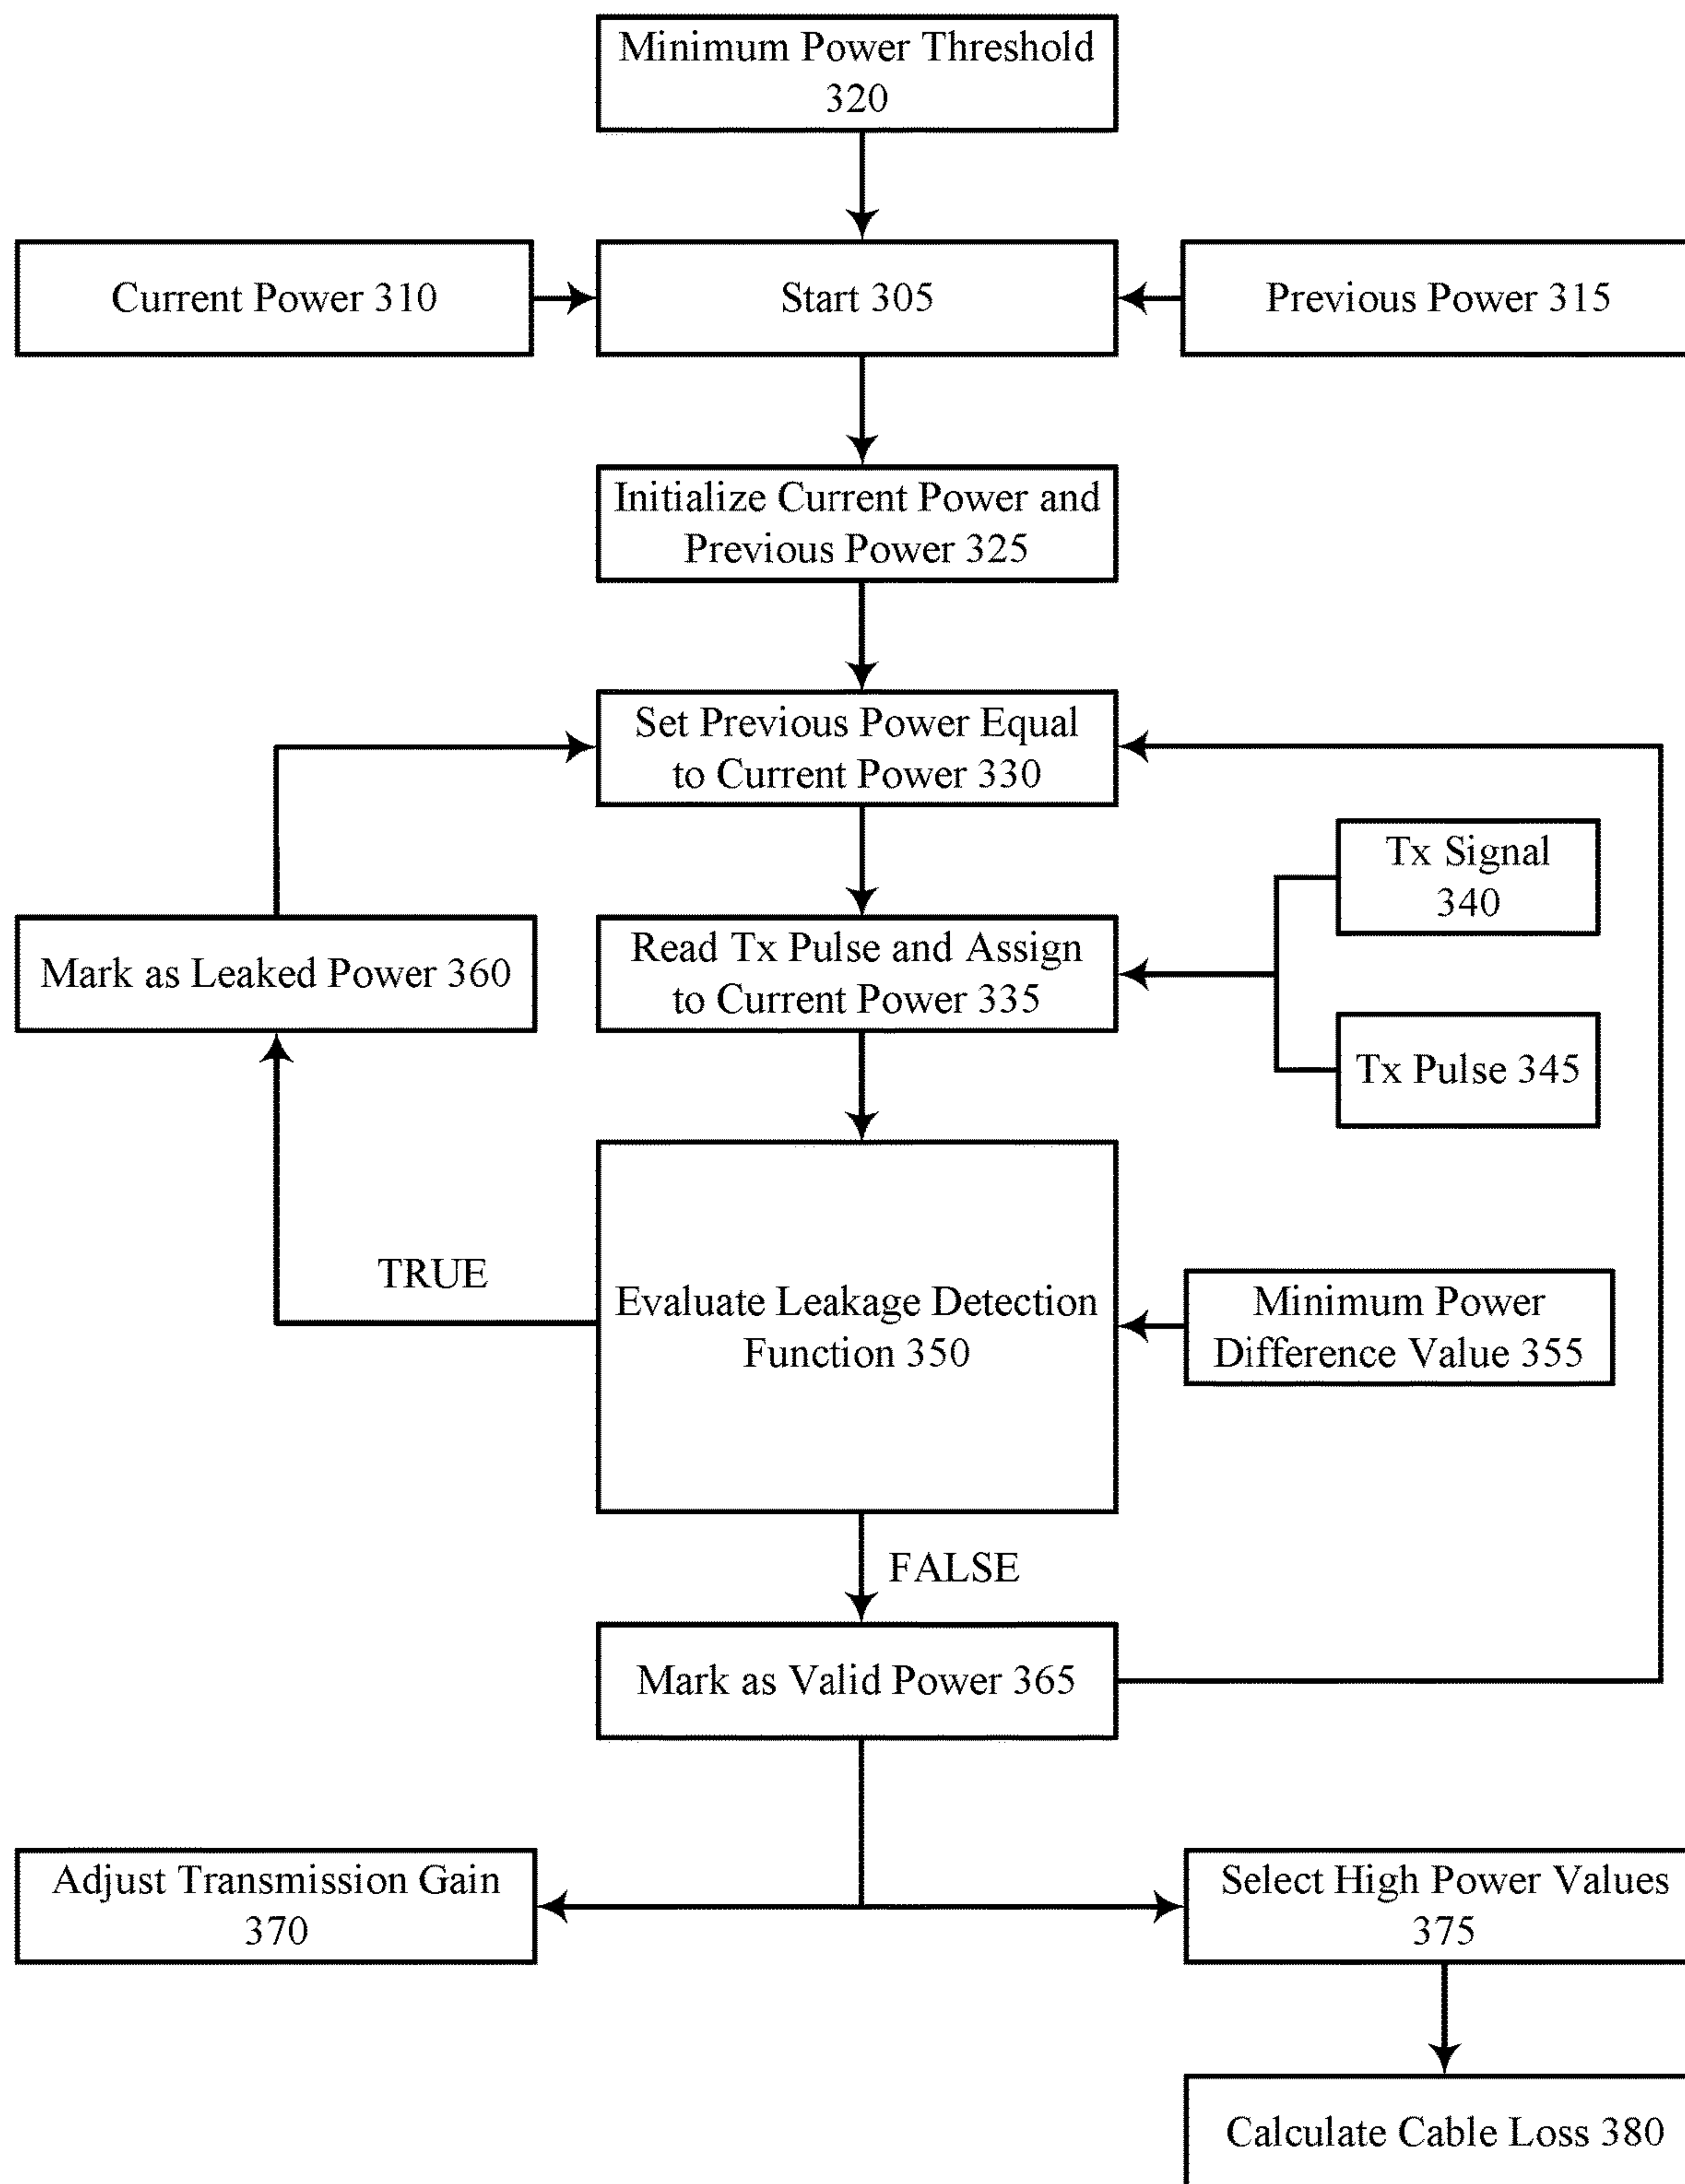 Minimum Power Threshold
320
Current Power 310
Start 305
Previous Power 315
Initialize Current Power and
Previous Power 325
Set Previous Power Equal
to Current Power 330
Tx Signal
340
Mark as Leaked Power 360
Read Tx Pulse and Assign
to Current Power 335
Tx Pulse 345
TRUE
Evaluate Leakage Detection
Function 350
Minimum Power
Difference Value 355
FALSE
Mark as Valid Power 365
Adjust Transmission Gain
370
Select High Power Values
375
Calculate Cable Loss 380